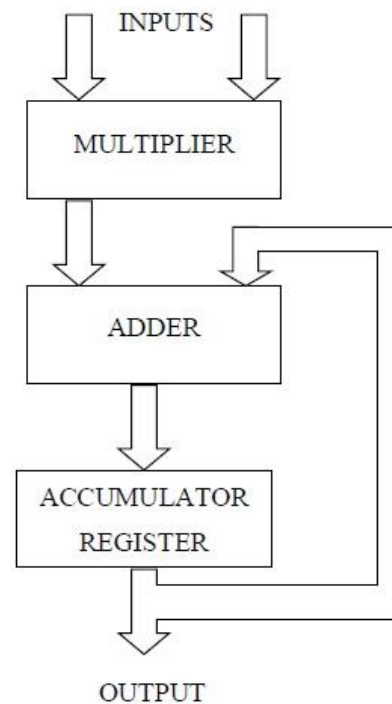 INPUTS
MULTIPLIER
ADDER
ACCUMULATOR
REGISTER
OUTPUT